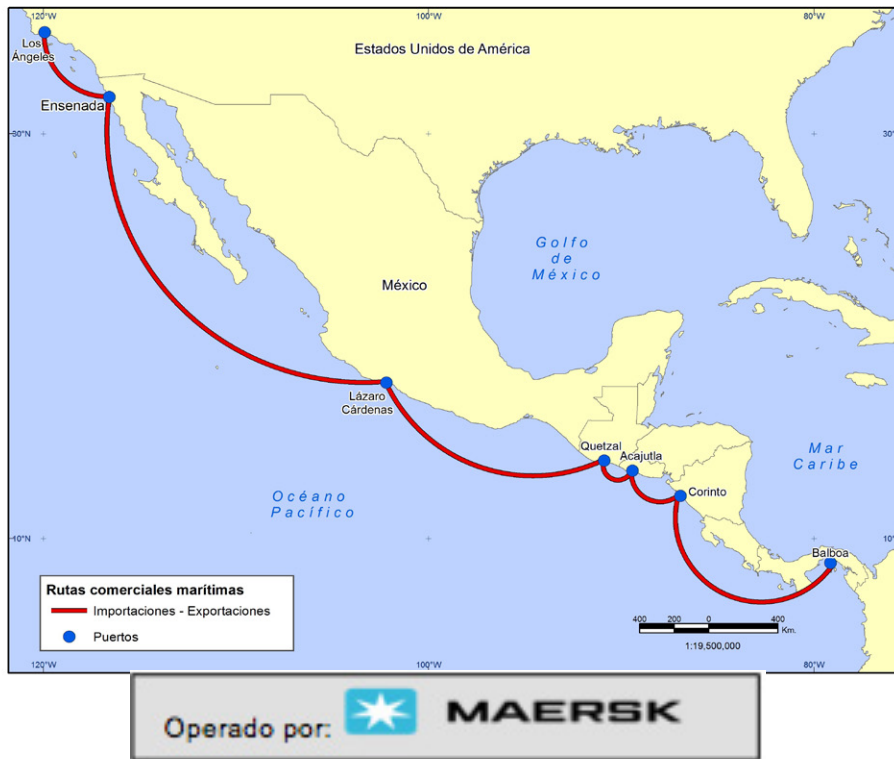 120°W
100°W
80°W
Los
Ángeles
Estados Unidos de América
Ensenada
30°N
Golfo
de
México
México
Lázaro
Cárdenas
Quetzal
Acajutla
Mar
Caribe
Corinto
Océano
Pacífico
10°N
Balboa
Rutas comerciales marítimas
Importaciones - Exportaciones
Puertos
400 200 0 400
Km.
1:19,500,000
120°W
100°W
80°W
Operado por: MAERSK